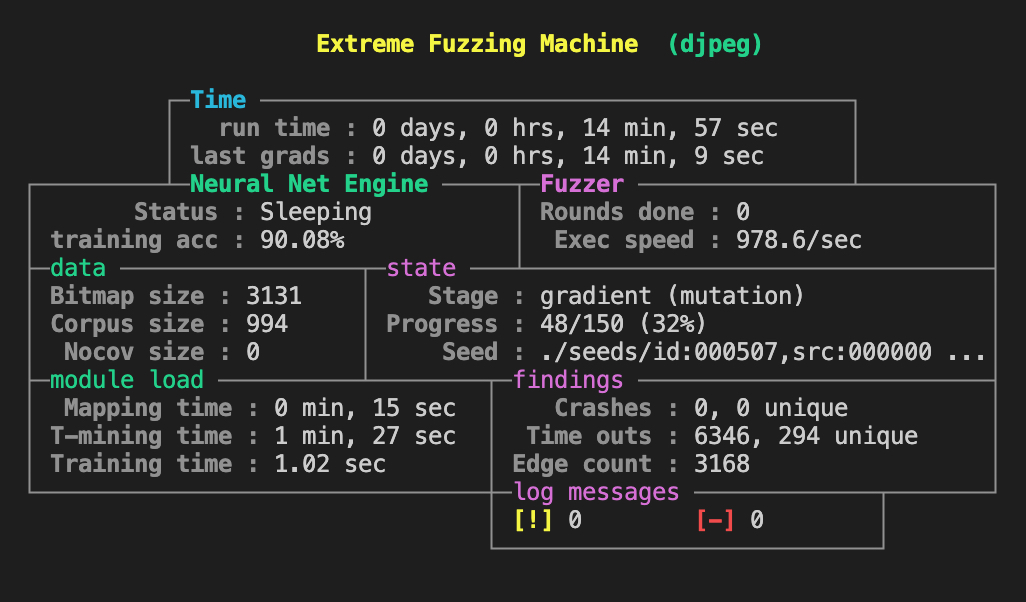 Extreme Fuzzing Machine (djpeg)
Time
run time : 0 days, 0 hrs, 14 min, 57 sec
last grads : 0 days, 0 hrs, 14 min, 9 sec
Neural Net Engine Fuzzer
Status : Sleeping Rounds done : 0
training acc : 90.08% Exec speed : 978.6/sec
data state
Bitmap size : 3131 Stage : gradient (mutation)
Corpus size : 994 Progress : 48/150 (32%)
Nocov size : 0 Seed : ./seeds/id:000507,src:000000 ...
module load findings
Mapping time : 0 min, 15 sec Crashes : 0, 0 unique
T-mining time : 1 min, 27 sec Time outs : 6346, 294 unique
Training time : 1.02 sec Edge count : 3168
log messages
[!] 0 [-] 0